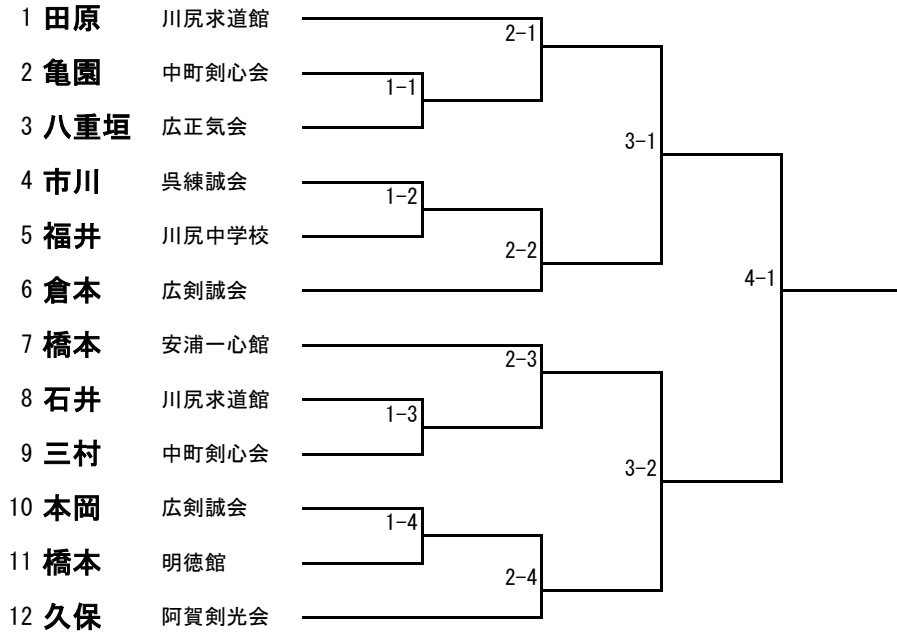 1 田原 川尻求道館
2-1
2 亀園 中町剣心会
1-1
3 八重垣 広正気会
3-1
4 市川 呉練誠会
1-2
5 福井 川尻中学校
2-2
6 倉本 広剣誠会
4-1
7 橋本 安浦一心館
2-3
8 石井 川尻求道館
1-3
9 三村 中町剣心会
3-2
10 本岡 広剣誠会
1-4
11 橋本 明徳館
2-4
12 久保 阿賀剣光会